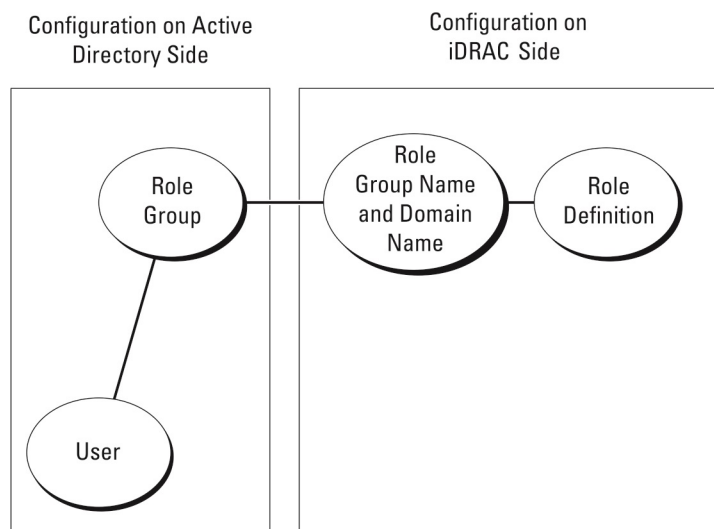 Configuration on Active
Directory Side
Configuration on
iDRAC Side
Role
Group
Role
Group Name
and Domain
Name
Role
Definition
User